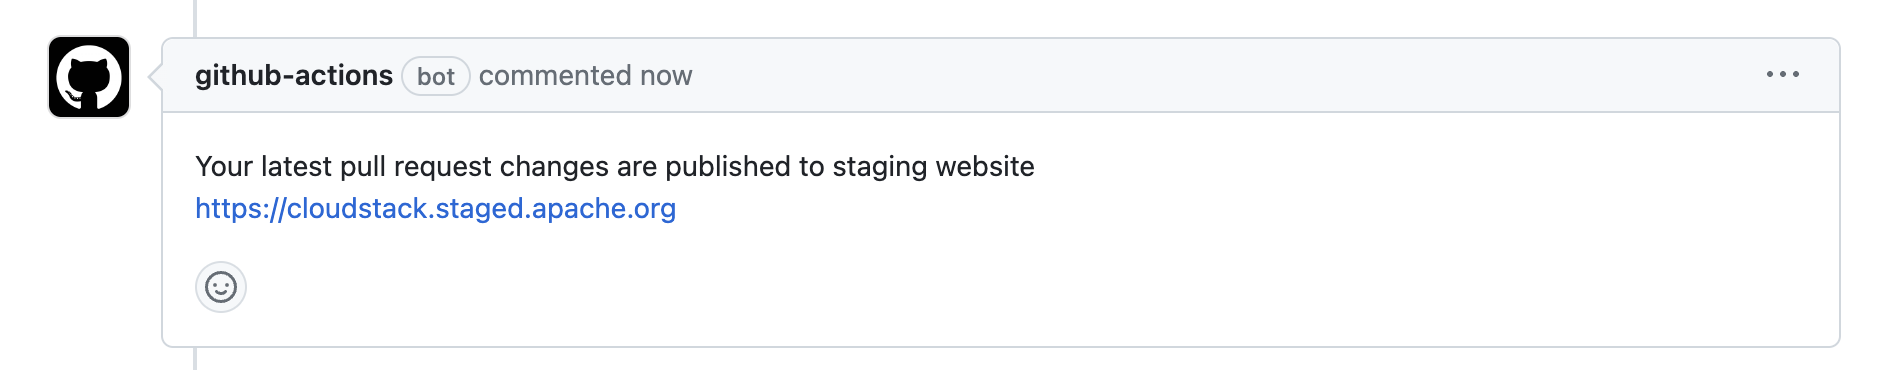 github-actions bot commented now
Your latest pull request changes are published to staging website
https://cloudstack.staged.apache.org